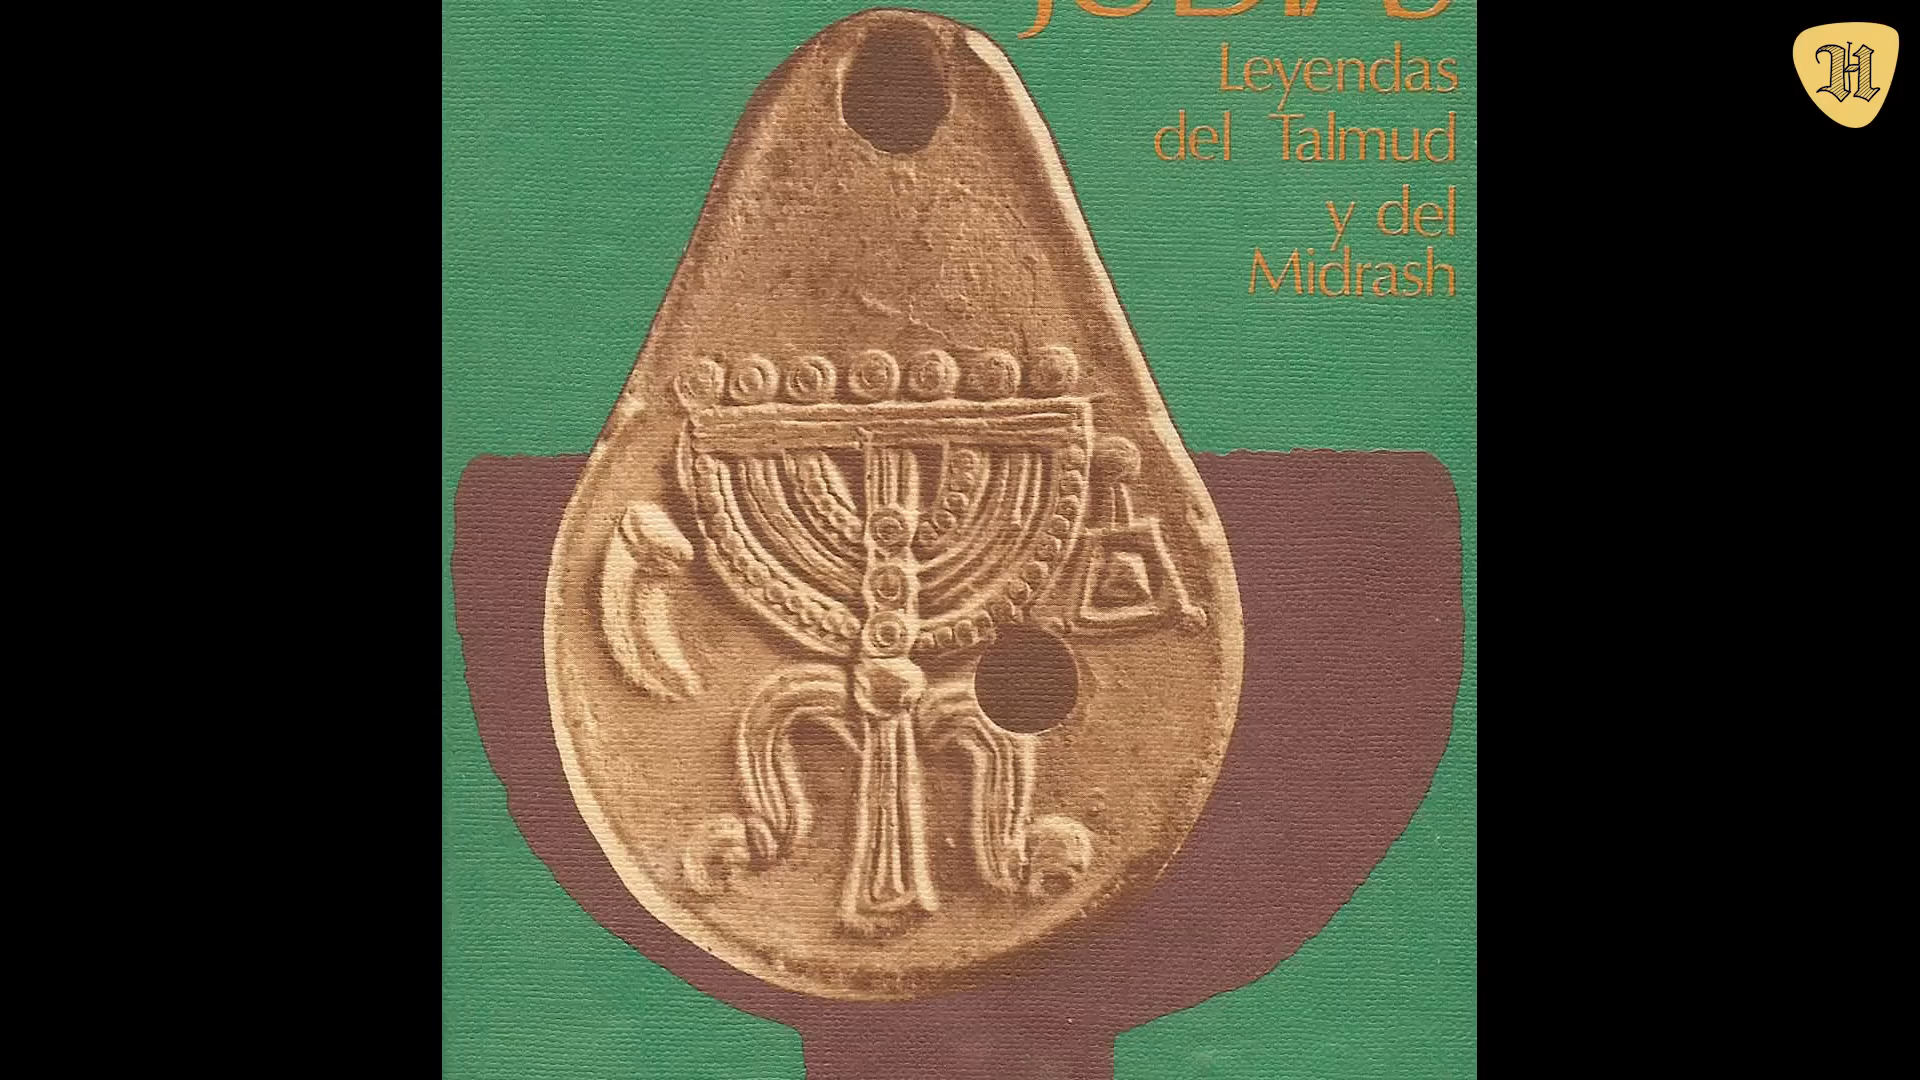 Leyendas
del Talmud
y del
Midrash
H